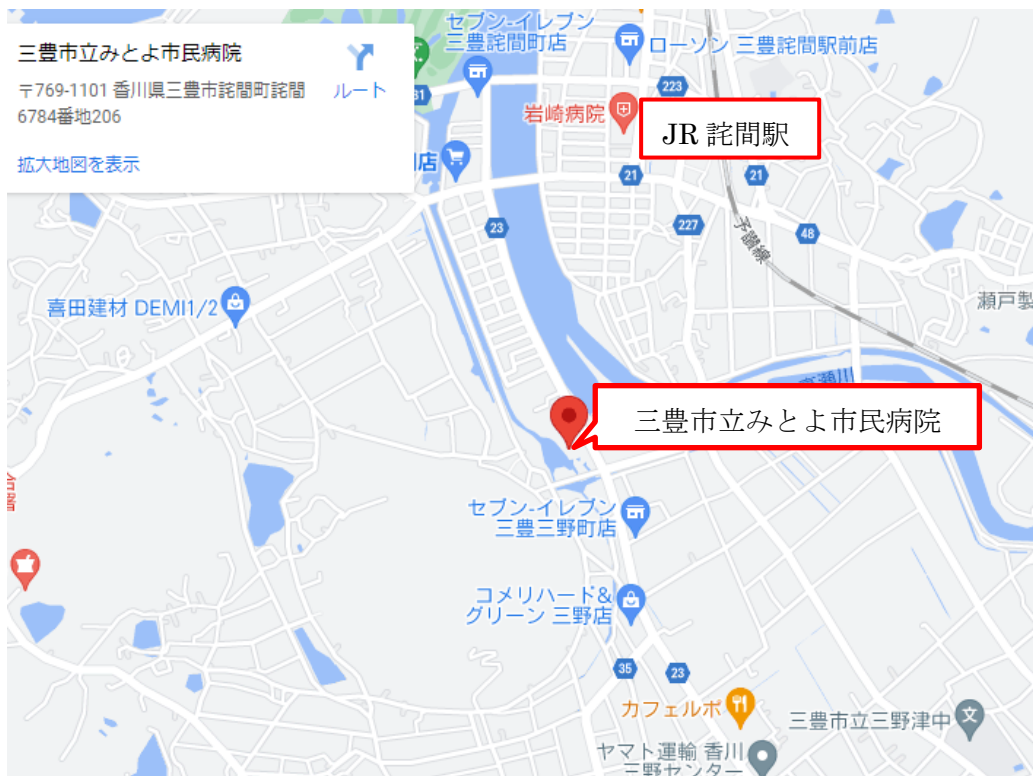 三豊市立みとよ市民病院
〒769-1101 香川県三豊市詫間町詫間
6784番地206
ルート
拡大地図を表示
セブン-イレブン
三豊詫間町店
ローソン 三豊詫間駅前店
岩崎病院
JR 詫間駅
223
31
店
21
21
23
227
48
予讃線
喜田建材 DEMI1/2
瀬戸製
高瀬川
三豊市立みとよ市民病院
セブン-イレブン
三豊三野町店
コメリハード&
グリーン 三野店
35
23
カフェルポ
三豊市立三野津中
ヤマト運輸 香川
三野センター